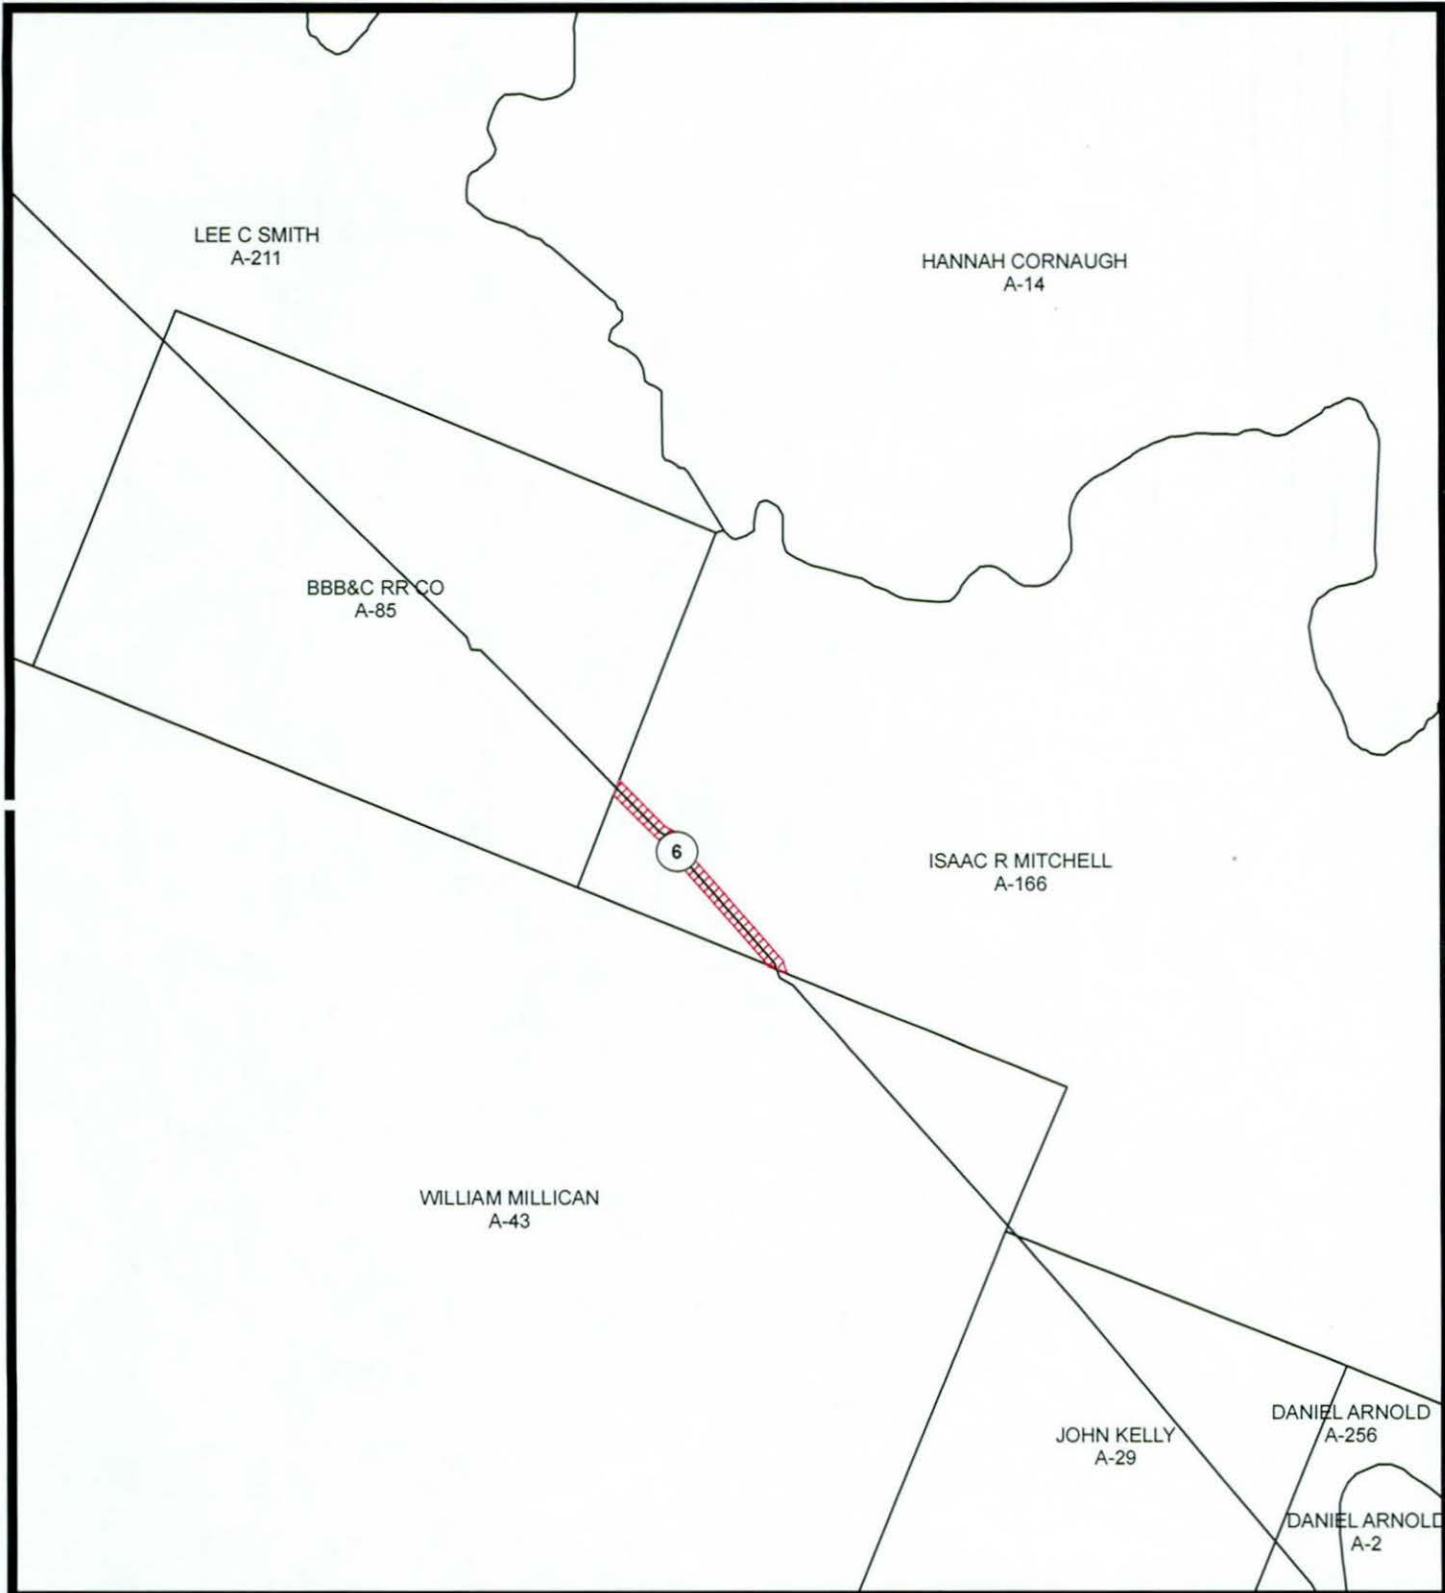 LEE C SMITH
A-211
HANNAH CORNAUGH
A-14
BBB&C RR CO
A-85
6
ISAAC R MITCHELL
A-166
WILLIAM MILLICAN
A-43
DANIEL ARNOLD
A-256
JOHN KELLY
A-29
DANIEL ARNOLD
A-2